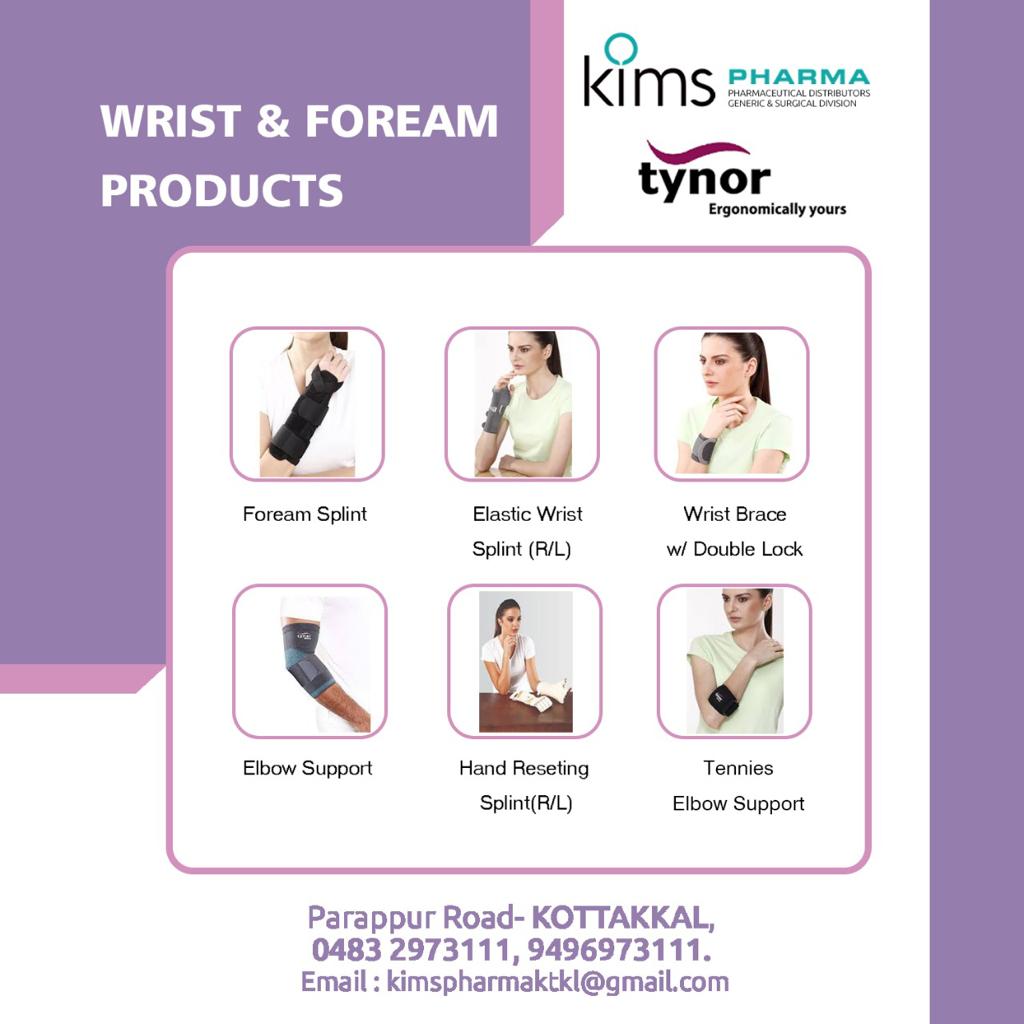 WRIST & FOREAM
PRODUCTS
kims PHARMA
PHARMACEUTICAL DISTRIBUTORS
GENERIC & SURGICAL DIVISION
tynor
Ergonomically yours
Foream Splint
Elastic Wrist
Splint (R/L)
Wrist Brace
w/ Double Lock
Elbow Support
Hand Reseting
Splint(R/L)
Tennies
Elbow Support
Parappur Road- KOTTAKKAL,
0483 2973111, 9496973111.
Email : kimspharmaktkl@gmail.com